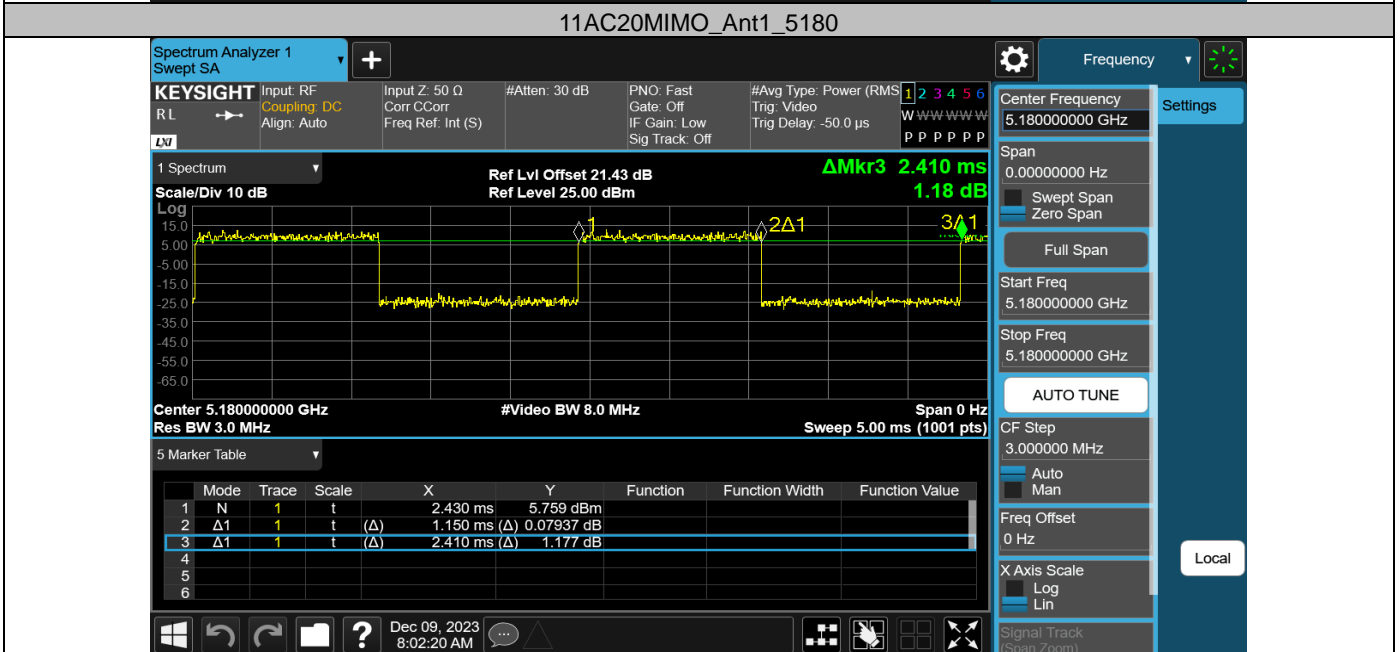 11AC20MIMO_Ant1_5180
Spectrum Analyzer 1
Swept SA
Frequency
KEYSIGHT
RL
LXI
Input: RF
Coupling: DC
Align: Auto
Input Z: 50 Ω
Corr CCorr
Freq Ref: Int (S)
#Atten: 30 dB
PNO: Fast
Gate: Off
IF Gain: Low
Sig Track: Off
#Avg Type: Power (RMS
Trig: Video
Trig Delay: -50.0 µs
1 2 3 4 5 6
W W W W W W
P P P P P P
1 Spectrum
Scale/Div 10 dB
Ref Lvl Offset 21.43 dB
Ref Level 25.00 dBm
ΔMkr3 2.410 ms
1.18 dB
Log
15.0
5.00
-5.00
-15.0
-25.0
-35.0
-45.0
-55.0
-65.0
1
2Δ1
3Δ1
Center 5.180000000 GHz
#Video BW 8.0 MHz
Span 0 Hz
Res BW 3.0 MHz
Sweep 5.00 ms (1001 pts)
5 Marker Table
Mode Trace Scale X Y Function Function Width Function Value
1 N 1 t 2.430 ms 5.759 dBm
2 Δ1 1 t (Δ) 1.150 ms (Δ) 0.07937 dB
3 Δ1 1 t (Δ) 2.410 ms (Δ) 1.177 dB
4
5
6
?
Dec 09, 2023
8:02:20 AM
Center Frequency
5.180000000 GHz
Span
0.00000000 Hz
Swept Span
Zero Span
Full Span
Start Freq
5.180000000 GHz
Stop Freq
5.180000000 GHz
AUTO TUNE
CF Step
3.000000 MHz
Auto
Man
Freq Offset
0 Hz
X Axis Scale
Log
Lin
Signal Track
(Span Zoom)
Settings
Local